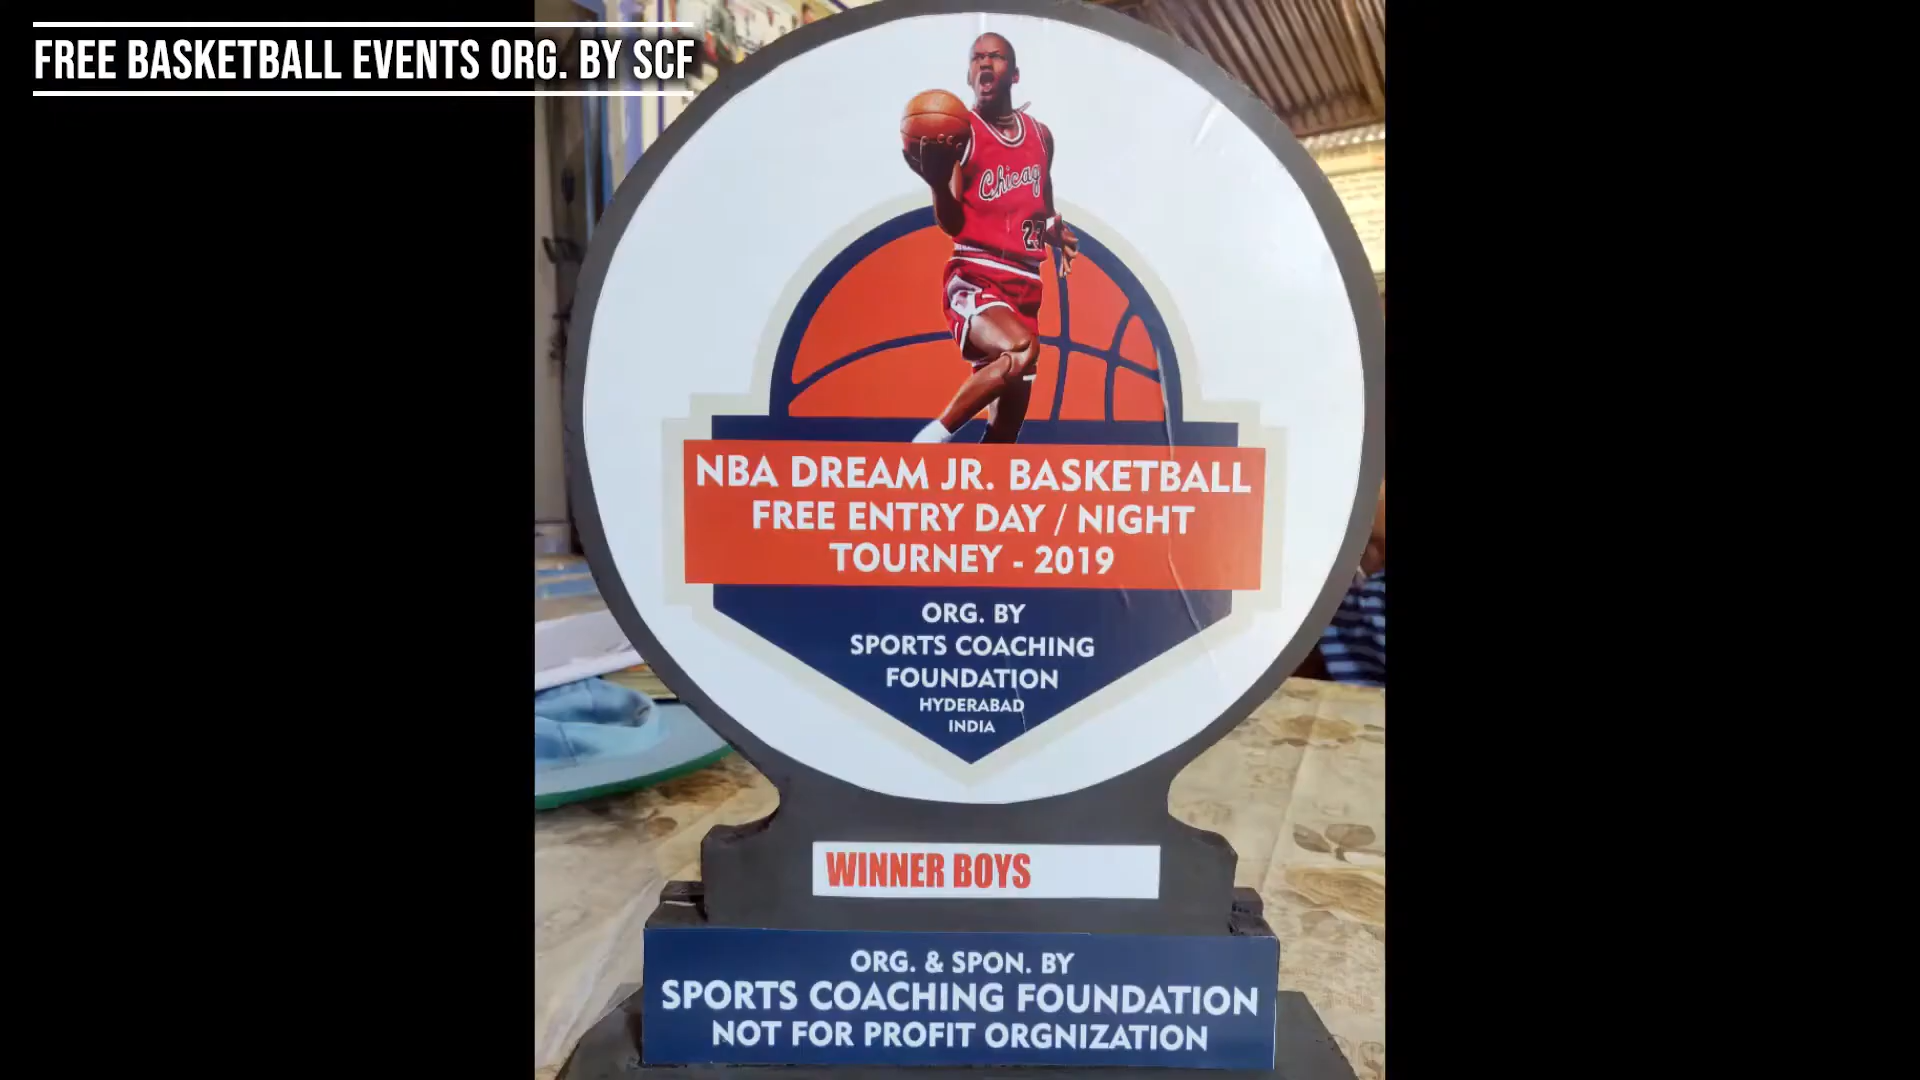 FREE BASKETBALL EVENTS ORG. BY SCF
Chicag
23
NBA DREAM JR. BASKETBALL
FREE ENTRY DAY / NIGHT
TOURNEY - 2019
ORG. BY
SPORTS COACHING
FOUNDATION
HYDERABAD
INDIA
WINNER BOYS
ORG. & SPON. BY
SPORTS COACHING FOUNDATION
NOT FOR PROFIT ORGNIZATION